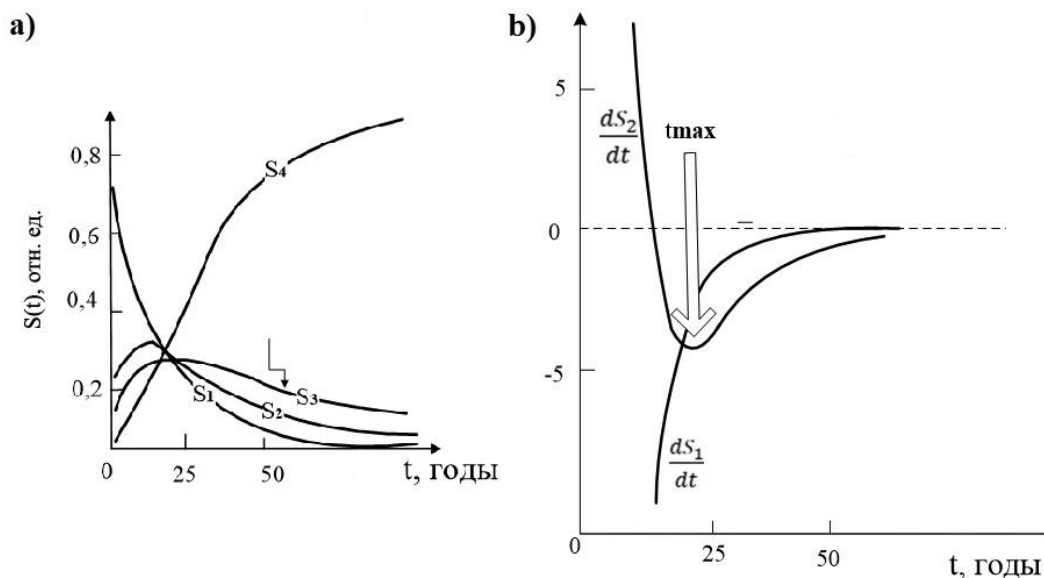 a)
S(t), отн. ед.
0,8
0,6
0,4
0,2
S4
S1
S2
S3
0
25
50
t, годы
b)
5
0
-5
dS₂
dt
tmax
dS₁
dt
0
25
50
t, годы